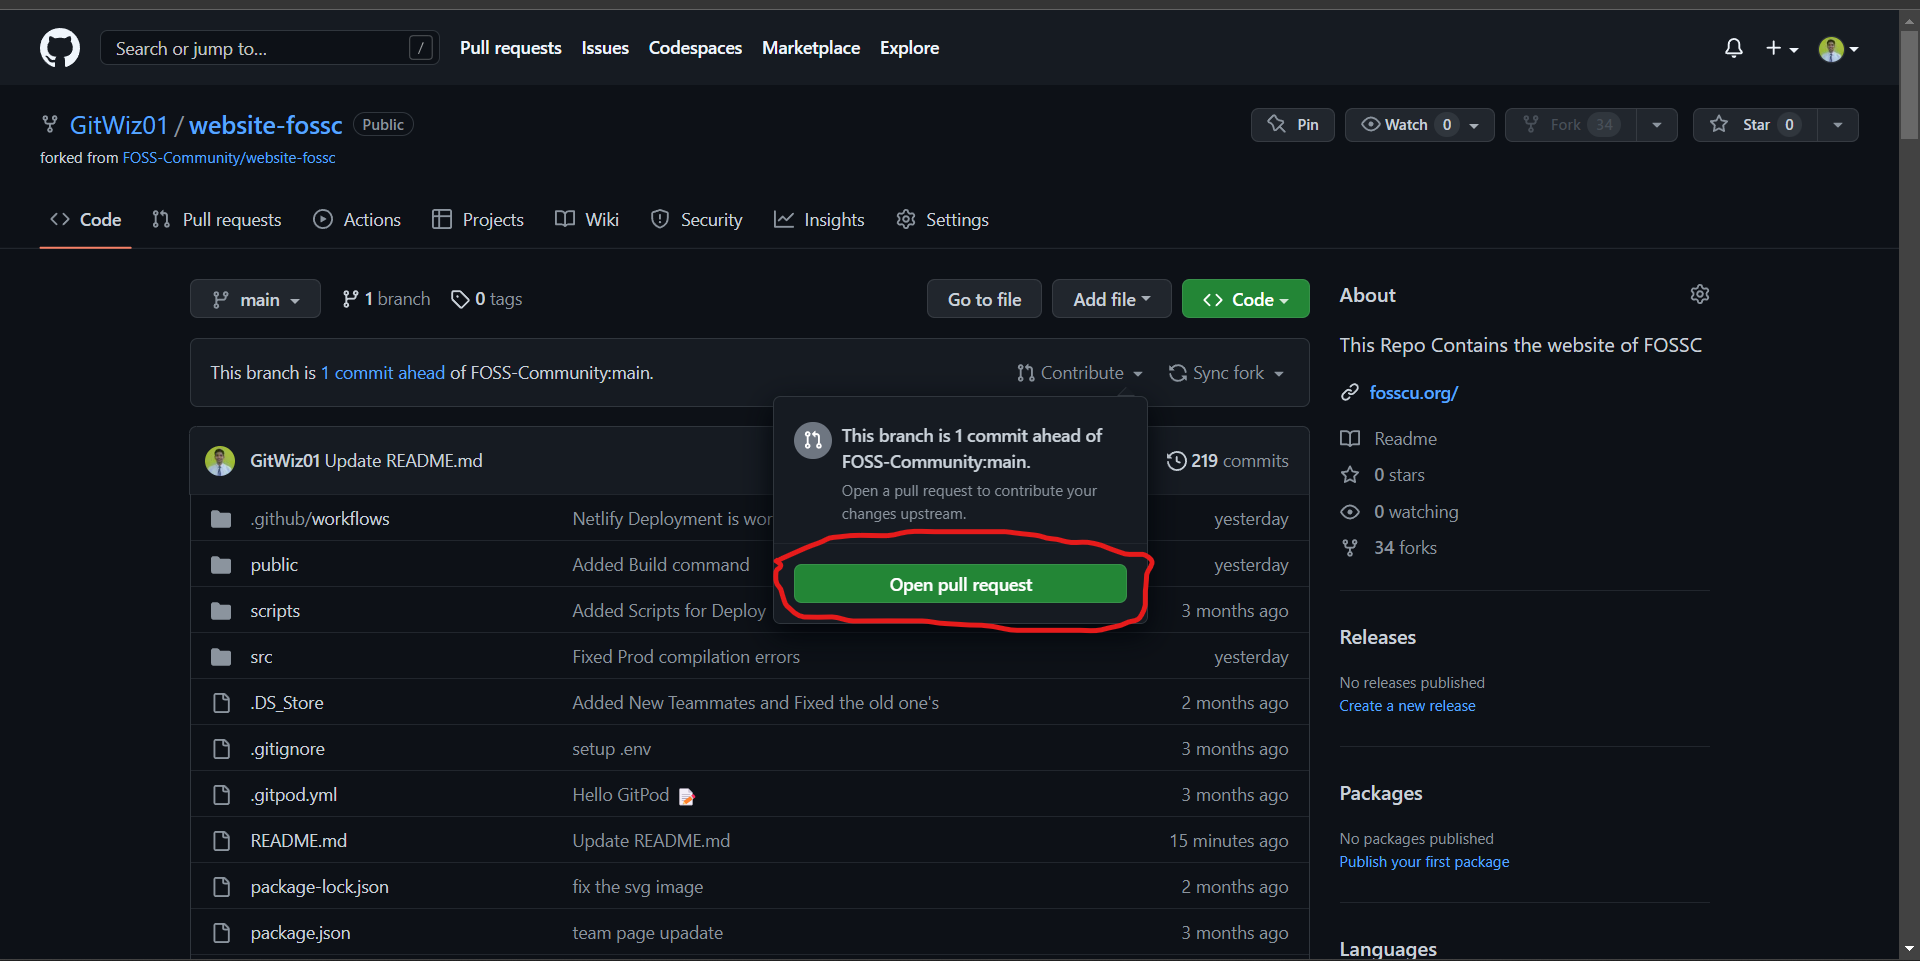 Search or jump to... /
Pull requests Issues Codespaces Marketplace Explore
GitWiz01 / website-fossc Public
Pin Watch 0 Fork 34 Star 0
forked from FOSS-Community/website-fossc
Code Pull requests Actions Projects Wiki Security Insights Settings
main 1 branch 0 tags Go to file Add file Code
This branch is 1 commit ahead of FOSS-Community:main. Contribute Sync fork
This branch is 1 commit ahead of
FOSS-Community:main.
Open a pull request to contribute your
changes upstream.
Open pull request
GitWiz01 Update README.md 219 commits
.github/workflows Netlify Deployment is wor yesterday
public Added Build command yesterday
scripts Added Scripts for Deploy 3 months ago
src Fixed Prod compilation errors yesterday
.DS_Store Added New Teammates and Fixed the old one's 2 months ago
.gitignore setup .env 3 months ago
.gitpod.yml Hello GitPod 3 months ago
README.md Update README.md 15 minutes ago
package-lock.json fix the svg image 2 months ago
package.json team page upadate 3 months ago
About
This Repo Contains the website of FOSSC
fosscu.org/
Readme
0 stars
0 watching
34 forks
Releases
No releases published
Create a new release
Packages
No packages published
Publish your first package
Languages